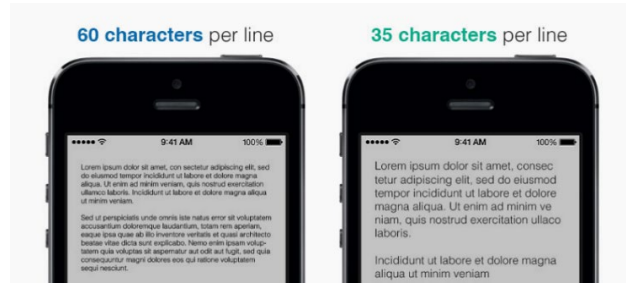 60 characters per line
35 characters per line
9:41 AM
100%
Lorem ipsum dolor sit amet, con sectetur adipiscing elit, sed
do eiusmod tempor incididunt ut labore et dolore magna
aliqua. Ut enim ad minim veniam, quis nostrud exercitation
ullamco laboris. Incididunt ut labore et dolore magna aliqua
ut minim veniam.
Sed ut perspiciatis unde omnis iste natus error sit voluptatem
accusantium doloremque laudantium, totam rem aperiam,
eaque ipsa quae ab illo inventore veritatis et quasi architecto
beatae vitae dicta sunt explicabo. Nemo enim ipsam volup-
tatem quia voluptas sit aspernatur aut odit aut fugit, sed quia
consequuntur magni dolores eos qui ratione voluptatem
sequi nesciunt.
9:41 AM
100%
Lorem ipsum dolor sit amet, consec
tetur adipiscing elit, sed do eiusmod
tempor incididunt ut labore et dolore
magna aliqua. Ut enim ad minim ve
niam, quis nostrud exercitation ullaco
laboris.
Incididunt ut labore et dolore magna
aliqua ut minim veniam